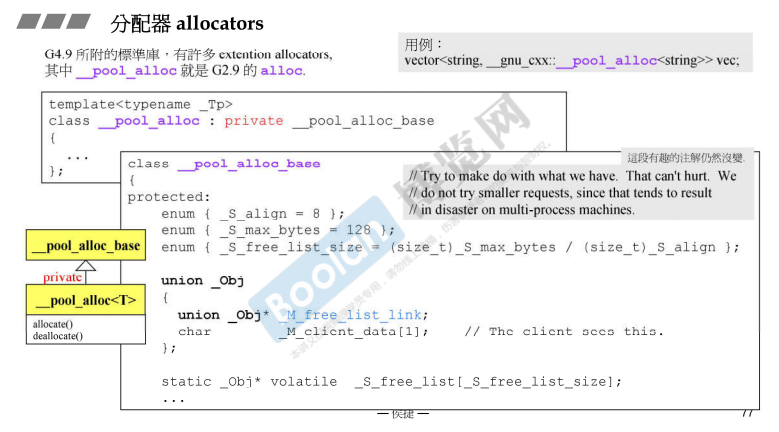 分配器 allocators
G4.9 所附的標準庫，有許多 extention allocators,
其中 __pool_alloc 就是 G2.9 的 alloc.
用例：
vector<string, __gnu_cxx::__pool_alloc<string>> vec;
template<typename _Tp>
class __pool_alloc : private __pool_alloc_base
{
...
};
class __pool_alloc_base
{
protected:
enum { _S_align = 8 };
enum { _S_max_bytes = 128 };
enum { _S_free_list_size = (size_t)_S_max_bytes / (size_t)_S_align };
union _Obj
{
union _Obj* _M_free_list_link;
char _M_client_data[1]; // The client sees this.
};
static _Obj* volatile _S_free_list[_S_free_list_size];
...
這段有趣的注解仍然沒變.
// Try to make do with what we have. That can't hurt. We
// do not try smaller requests, since that tends to result
// in disaster on multi-process machines.
__pool_alloc_base
private
__pool_alloc<T>
allocate()
deallocate()
Boolan 博览网
— 侯捷 —
77